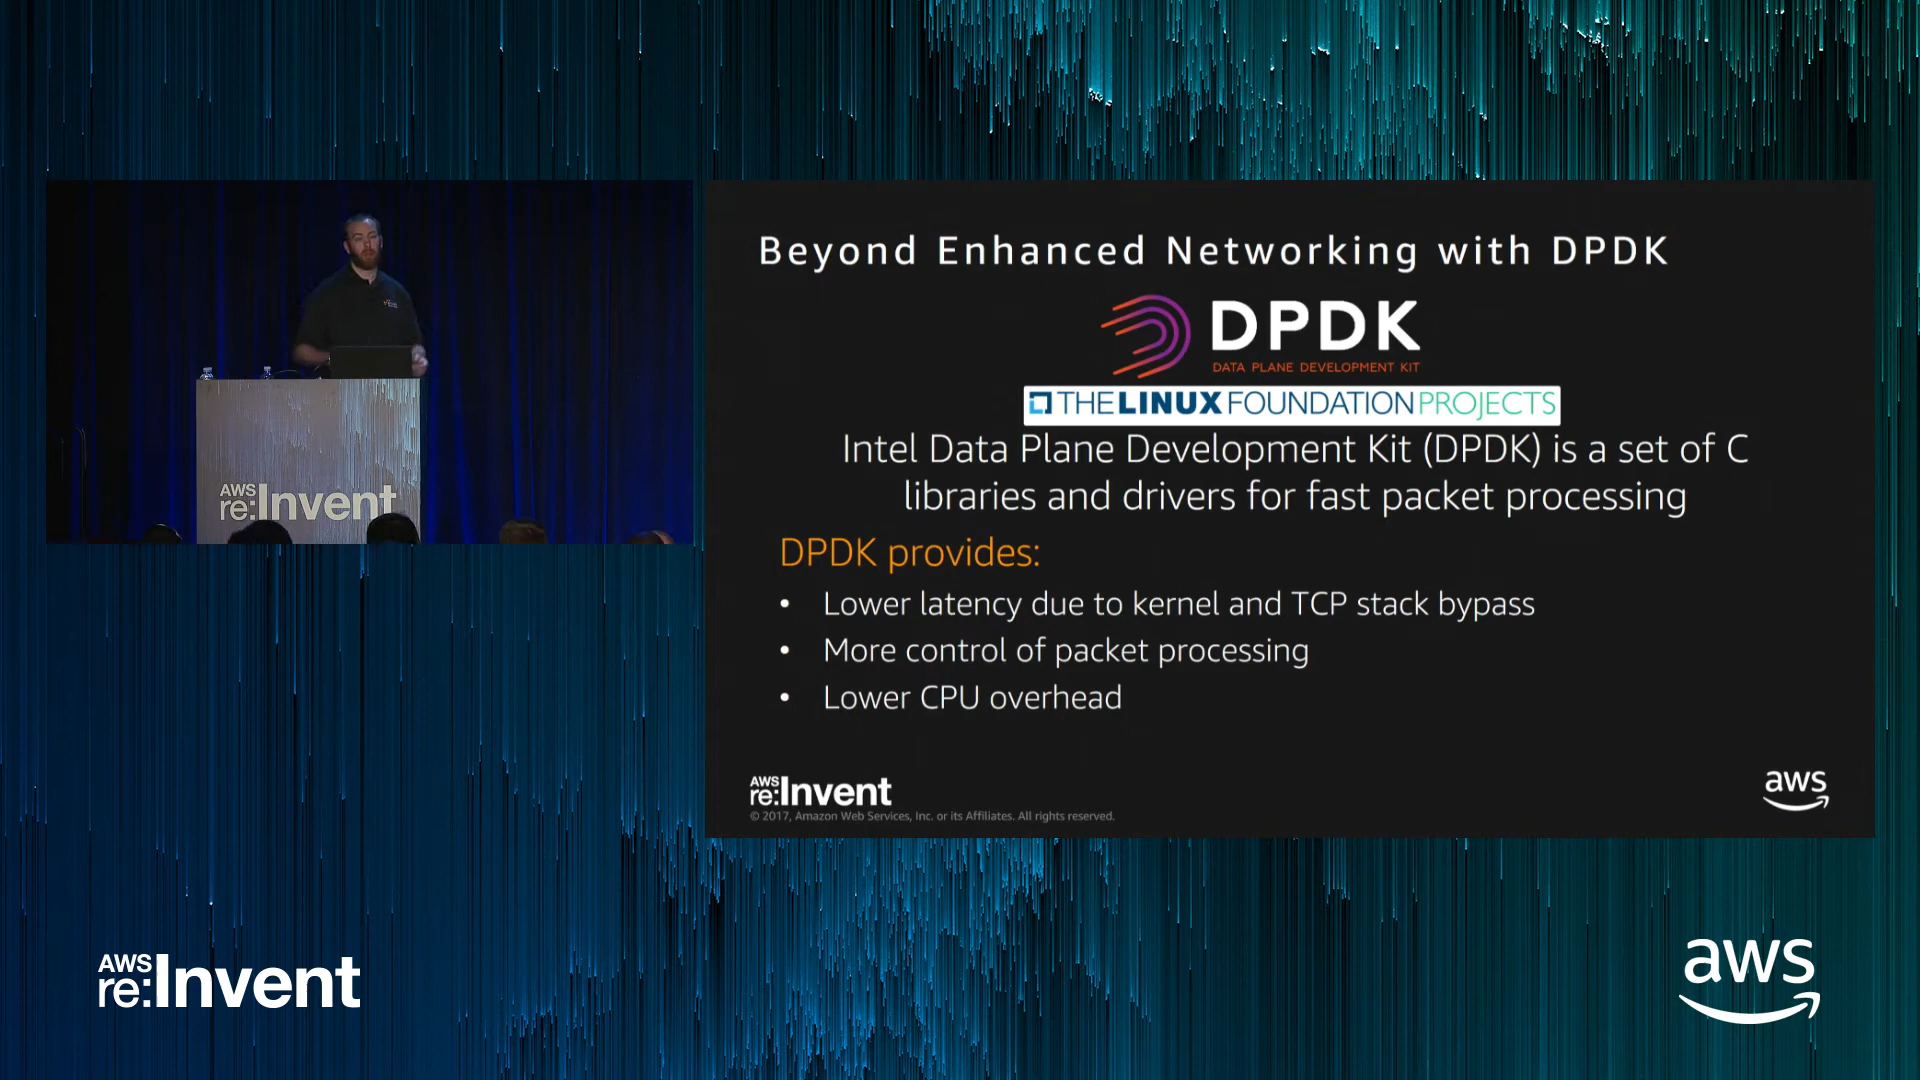 Beyond Enhanced Networking with DPDK
DPDK
DATA PLANE DEVELOPMENT KIT
THE LINUX FOUNDATION PROJECTS
Intel Data Plane Development Kit (DPDK) is a set of C
libraries and drivers for fast packet processing
DPDK provides:
• Lower latency due to kernel and TCP stack bypass
• More control of packet processing
• Lower CPU overhead
AWS
re:Invent
© 2017, Amazon Web Services, Inc. or its Affiliates. All rights reserved.
aws
AWS
re:Invent
AWS
re:Invent
aws